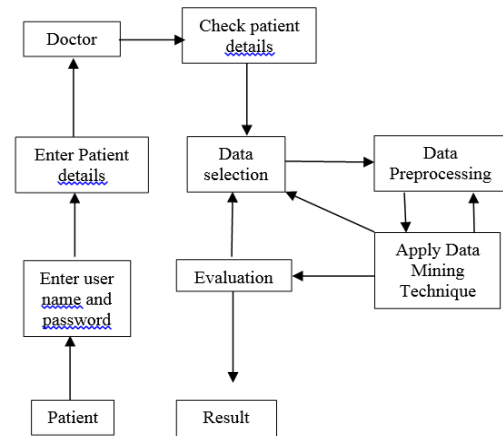 Doctor
Check patient
details
Enter Patient
details
Data
selection
Data
Preprocessing
Enter user
name and
password
Evaluation
Apply Data
Mining
Technique
Patient
Result